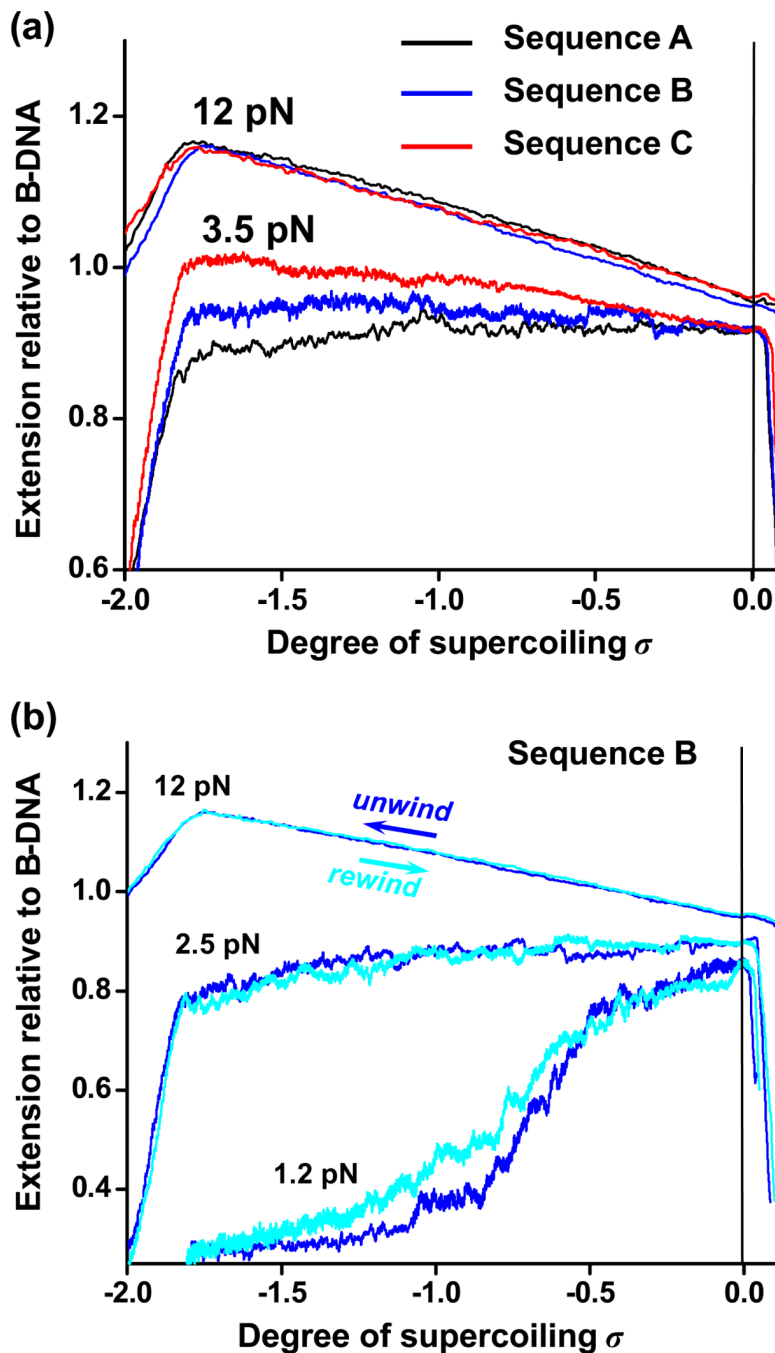 (a)
Sequence A
Sequence B
Sequence C
12 pN
3.5 pN
Extension relative to B-DNA
1.2
1.0
0.8
0.6
-2.0 -1.5 -1.0 -0.5 0.0
Degree of supercoiling σ
(b)
Sequence B
12 pN
unwind
rewind
2.5 pN
1.2 pN
Extension relative to B-DNA
1.2
1.0
0.8
0.6
0.4
-2.0 -1.5 -1.0 -0.5 0.0
Degree of supercoiling σ